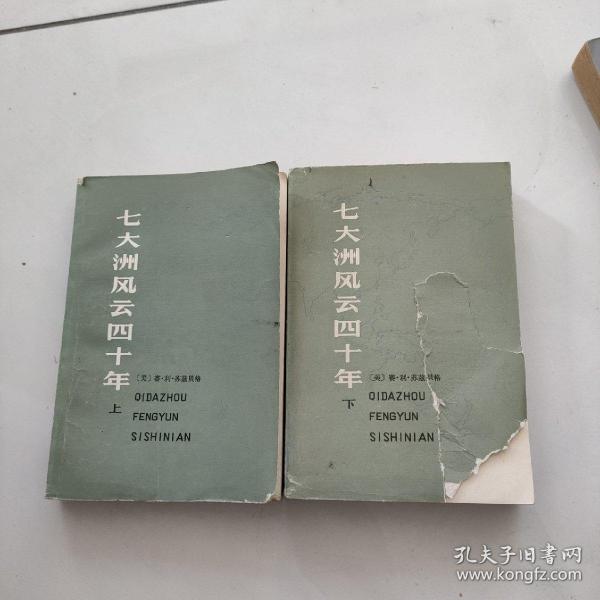 七大洲风云四十年
上
〔美〕赛·利·苏兹贝格
QIDAZHOU
FENGYUN
SISHINIAN
七大洲风云四十年
下
〔美〕赛·利·苏兹贝格
QIDAZHOU
FENGYUN
SISHINIAN
孔夫子旧书网
www.kongfz.com